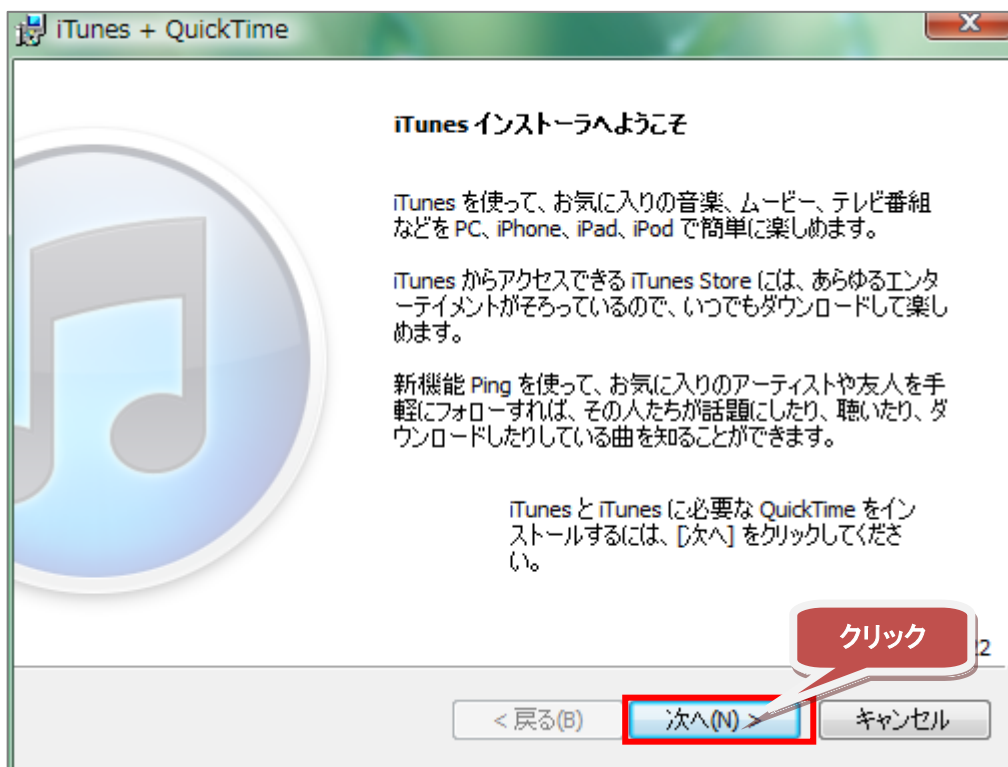 iTunes + QuickTime
iTunes インストーラへようこそ
iTunes を使って、お気に入りの音楽、ムービー、テレビ番組
などを PC、iPhone、iPad、iPod で簡単に楽しめます。
iTunes からアクセスできる iTunes Store には、あらゆるエンタ
ーテイメントがそろっているので、いつでもダウンロードして楽し
めます。
新機能 Ping を使って、お気に入りのアーティストや友人を手
軽にフォローすれば、その人たちが話題にしたり、聴いたり、ダ
ウンロードしたりしている曲を知ることができます。
iTunes と iTunes に必要な QuickTime をイン
ストールするには、[次へ] をクリックしてくださ
い。
クリック
22
< 戻る(B)
次へ(N) >
キャンセル